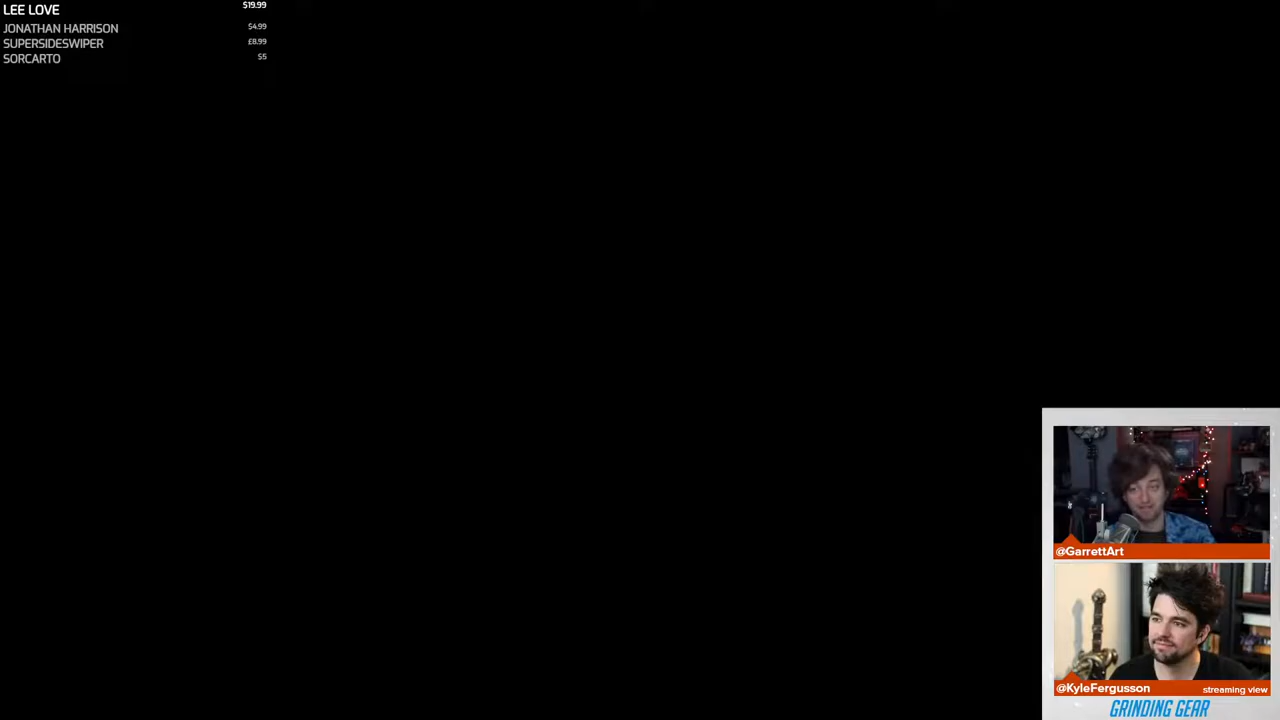 LEE LOVE $19.99
JONATHAN HARRISON $4.99
SUPERSIDESWIPER £8.99
SORCARTO $5
@GarrettArt
@KyleFergusson streaming view
GRINDING GEAR